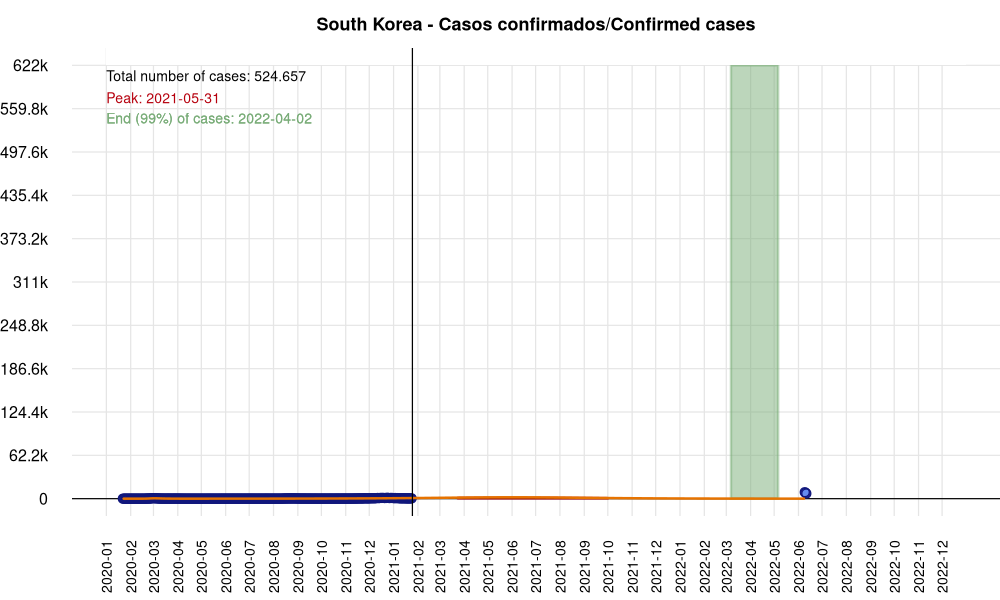 South Korea - Casos confirmados/Confirmed cases
622k
559.8k
497.6k
435.4k
373.2k
311k
248.8k
186.6k
124.4k
62.2k
0
Total number of cases: 524.657
Peak: 2021-05-31
End (99%) of cases: 2022-04-02
2020-01
2020-02
2020-03
2020-04
2020-05
2020-06
2020-07
2020-08
2020-09
2020-10
2020-11
2020-12
2021-01
2021-02
2021-03
2021-04
2021-05
2021-06
2021-07
2021-08
2021-09
2021-10
2021-11
2021-12
2022-01
2022-02
2022-03
2022-04
2022-05
2022-06
2022-07
2022-08
2022-09
2022-10
2022-11
2022-12